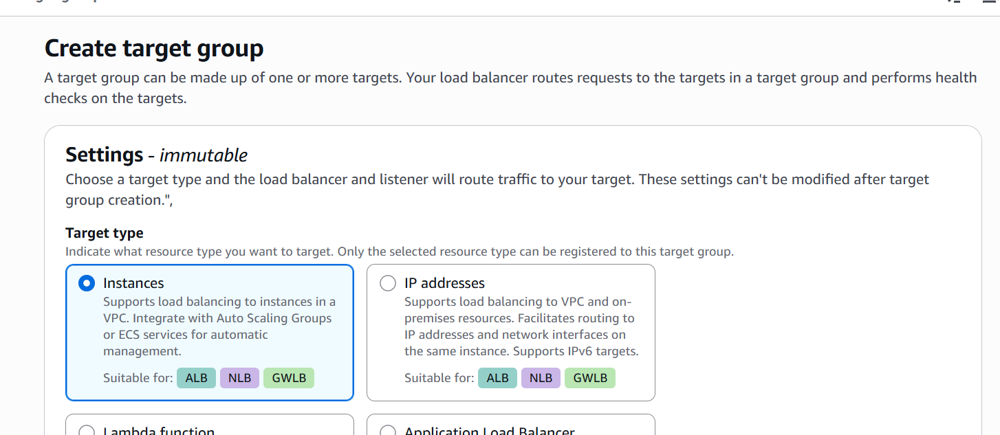 Create target group
A target group can be made up of one or more targets. Your load balancer routes requests to the targets in a target group and performs health
checks on the targets.
Settings - immutable
Choose a target type and the load balancer and listener will route traffic to your target. These settings can't be modified after target
group creation.",
Target type
Indicate what resource type you want to target. Only the selected resource type can be registered to this target group.
Instances
Supports load balancing to instances in a
VPC. Integrate with Auto Scaling Groups
or ECS services for automatic
management.
Suitable for: ALB NLB GWLB
IP addresses
Supports load balancing to VPC and on-
premises resources. Facilitates routing to
IP addresses and network interfaces on
the same instance. Supports IPv6 targets.
Suitable for: ALB NLB GWLB
Lambda function
Application Load Balancer